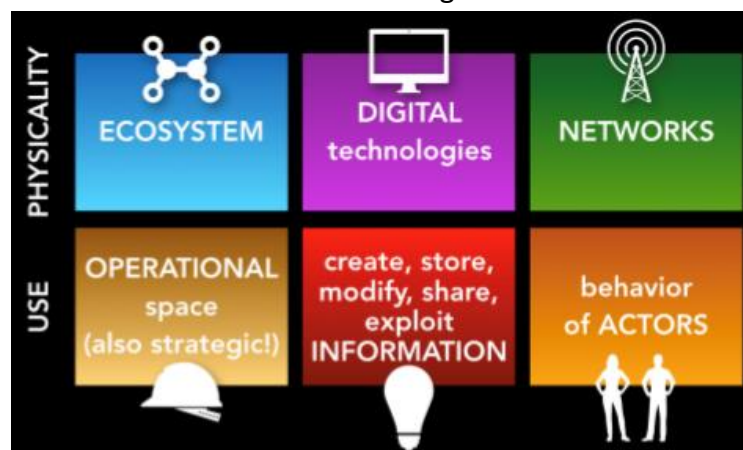 PHYSICALITY
ECOSYSTEM
DIGITAL
technologies
NETWORKS
USE
OPERATIONAL
space
(also strategic!)
create, store,
modify, share,
exploit
INFORMATION
behavior
of ACTORS